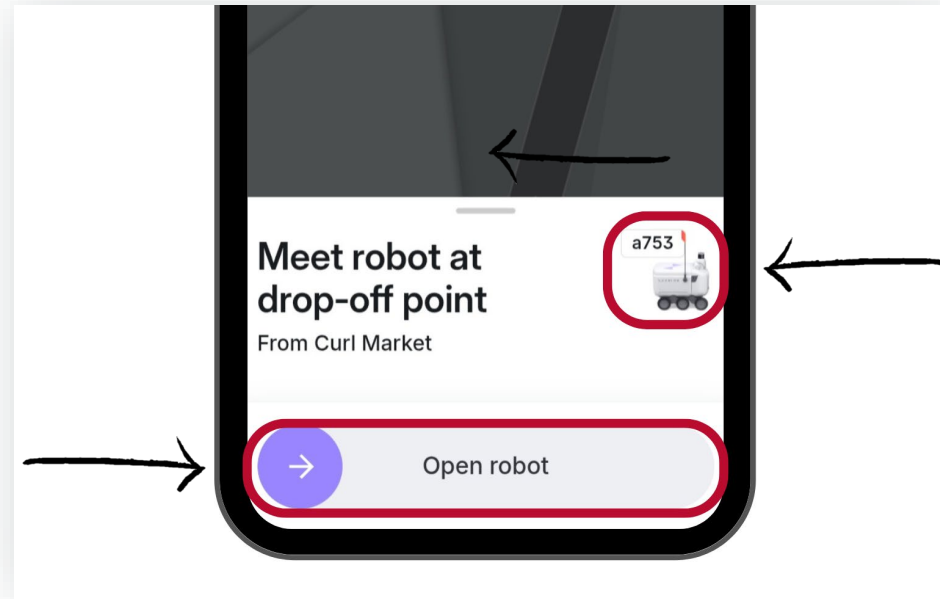 Meet robot at
a753
drop-off point
From Curl Market
Open robot